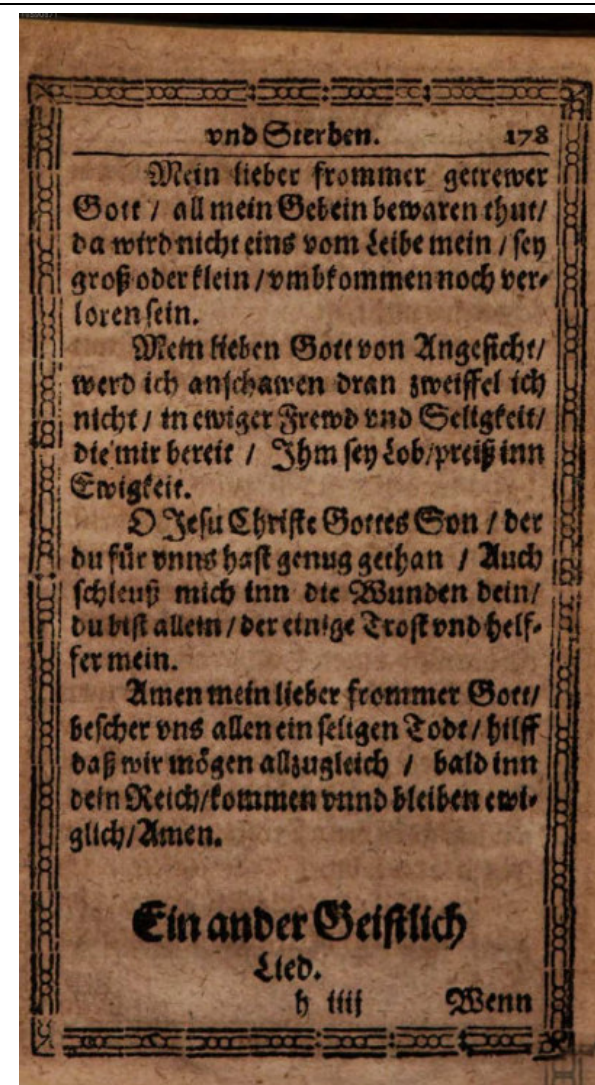 vnd Sterben. 178
Mein lieber frommer getrewer
Gott / all mein Gebein bewaren thut/
da wird nicht eins vom Leibe mein / sey
groß oder klein / vmbkommen noch ver⸗
loren sein.
Mein lieben Gott von Angesicht/
werd ich anschawen dran zweiffel ich
nicht / in ewiger Frewd vnd Seligkeit/
die mir bereit / Ihm sey Lob/preiß inn
Ewigkeit.
O Jesu Christe Gottes Son / der
du für vnns hast genug gethan / Auch
schleuß mich inn die Wunden dein/
du bist allein / der einige Trost vnd helf⸗
fer mein.
Amen mein lieber frommer Gott/
bescher vns allen ein seligen Todt / hilff
daß wir mögen allzugleich / bald inn
dein Reich/kommen vnnd bleiben ewi⸗
glich/Amen.
Ein ander Geistlich
Lied.
h iiij Wenn